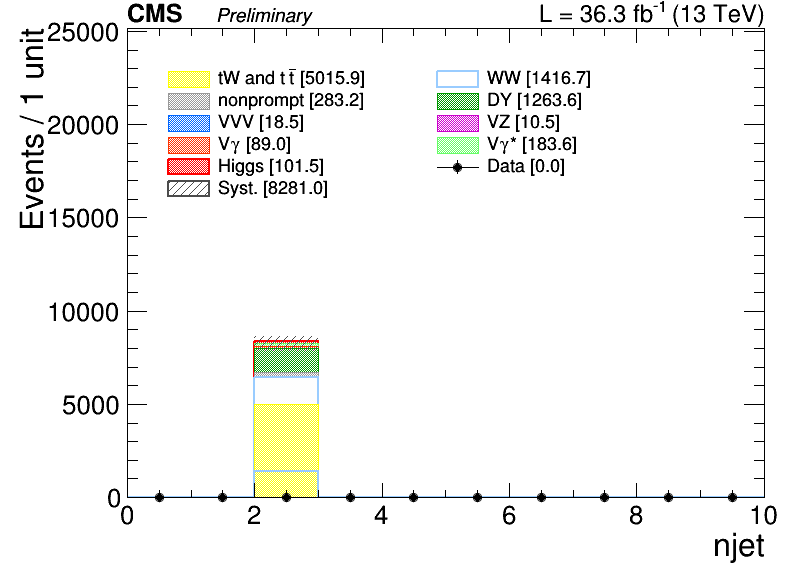 CMS Preliminary L = 36.3 fb⁻¹ (13 TeV)
Events / 1 unit
25000
20000
15000
10000
5000
0
tW and t t̄ [5015.9]
nonprompt [283.2]
VVV [18.5]
Vγ [89.0]
Higgs [101.5]
Syst. [8281.0]
WW [1416.7]
DY [1263.6]
VZ [10.5]
Vγ* [183.6]
Data [0.0]
0 2 4 6 8 10
njet